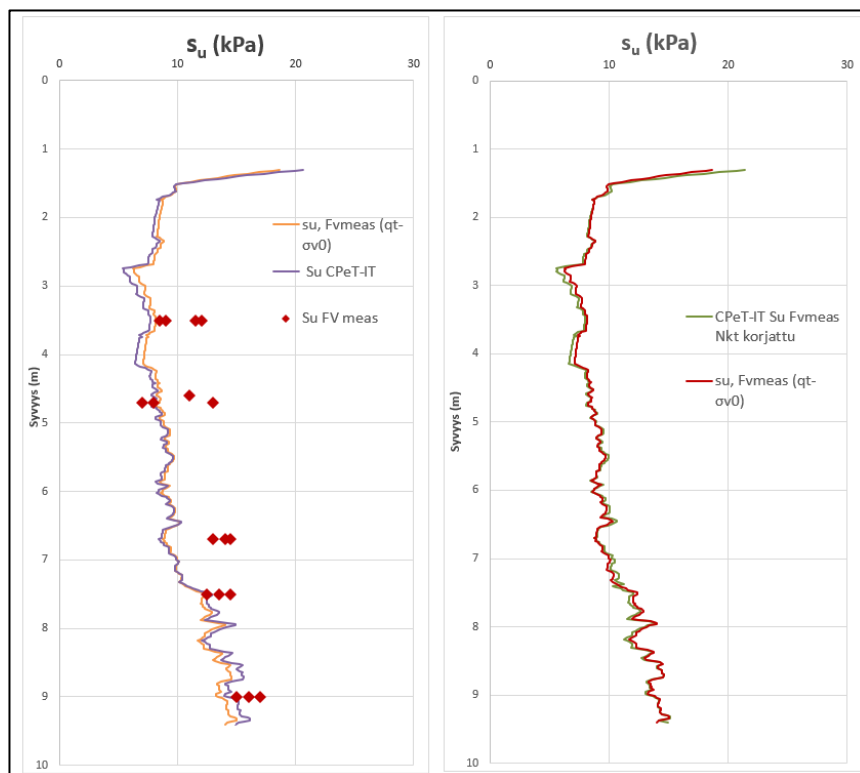 s_u (kPa)
0 10 20 30
0
1
2
3
4
5
6
7
8
9
10
Syvyys (m)
su, Fvmeas (qt-
σv0)
Su CPeT-IT
Su FV meas
s_u (kPa)
0 10 20 30
0
1
2
3
4
5
6
7
8
9
10
Syvyys (m)
CPeT-IT Su Fvmeas
Nkt korjattu
su, Fvmeas (qt-
σv0)